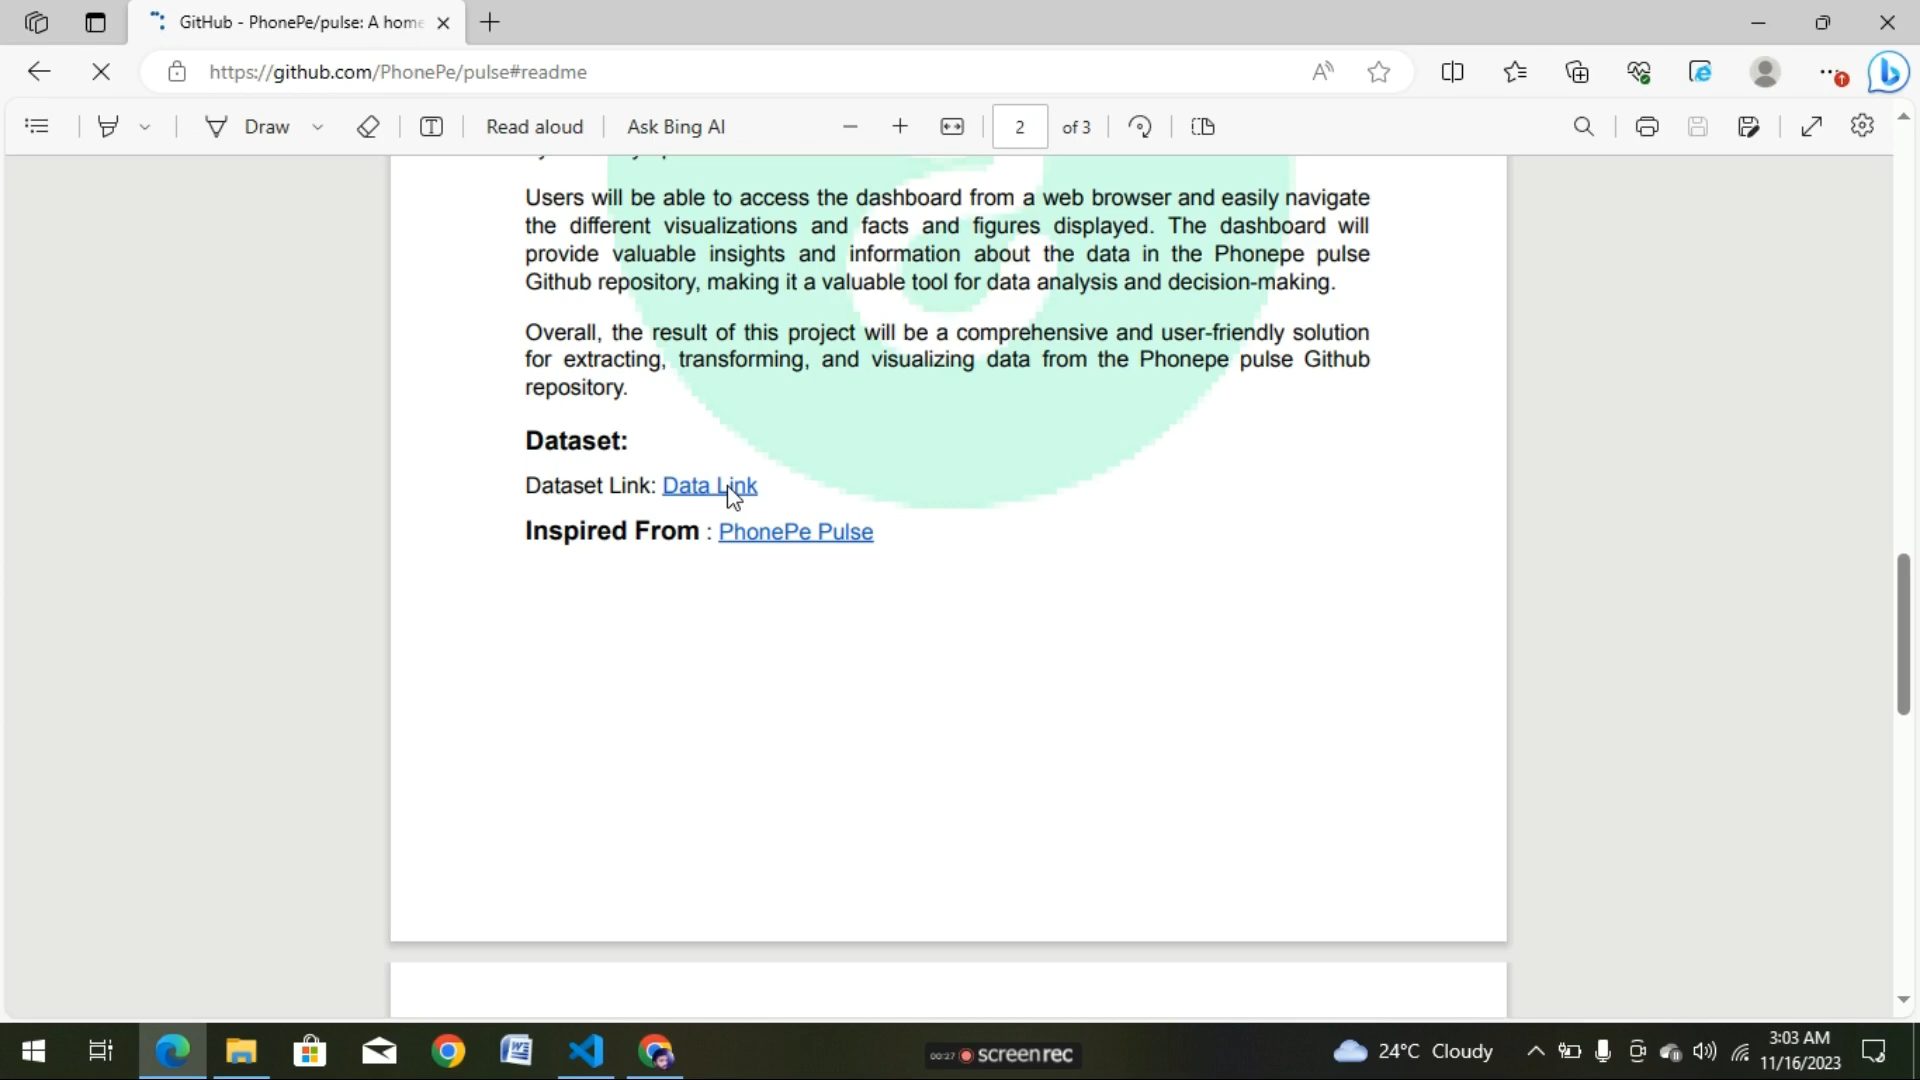 GitHub - PhonePe/pulse: A home
https://github.com/PhonePe/pulse#readme
Draw
Read aloud
Ask Bing AI
2
of 3
Users will be able to access the dashboard from a web browser and easily navigate
the different visualizations and facts and figures displayed. The dashboard will
provide valuable insights and information about the data in the Phonepe pulse
Github repository, making it a valuable tool for data analysis and decision-making.
Overall, the result of this project will be a comprehensive and user-friendly solution
for extracting, transforming, and visualizing data from the Phonepe pulse Github
repository.
Dataset:
Dataset Link: Data Link
Inspired From : PhonePe Pulse
00:27 screenrec
24°C Cloudy
3:03 AM
11/16/2023